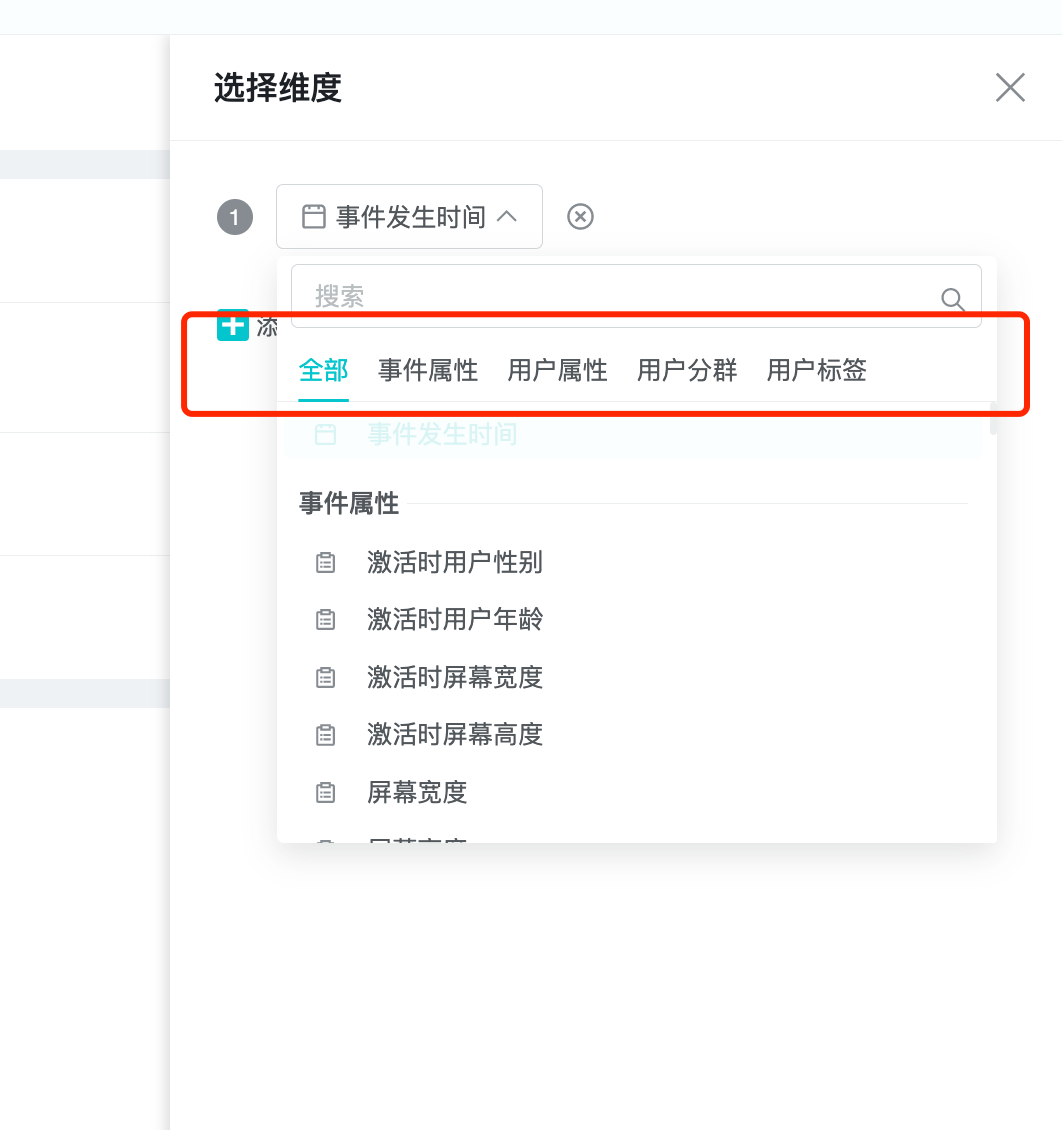 选择维度
1 事件发生时间
搜索
添
全部 事件属性 用户属性 用户分群 用户标签
事件发生时间
事件属性
激活时用户性别
激活时用户年龄
激活时屏幕宽度
激活时屏幕高度
屏幕宽度